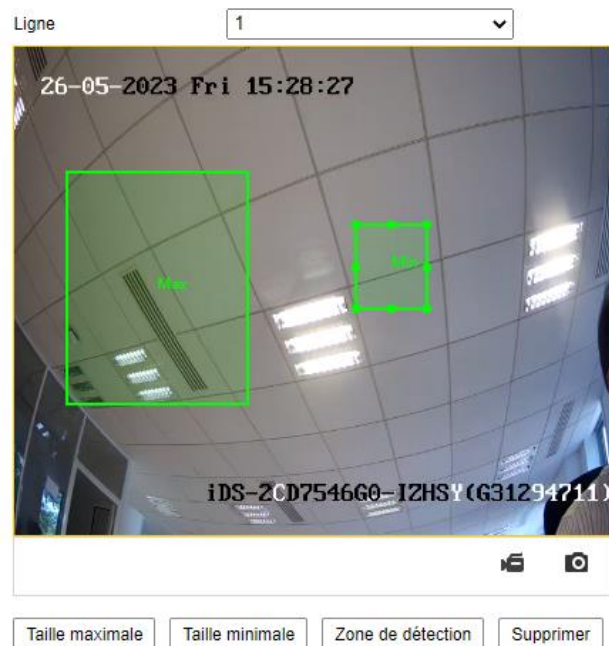 Ligne 1
26-05-2023 Fri 15:28:27
Max
Min
iDS-2CD7546G0-IZHSY(G31294711)
Taille maximale Taille minimale Zone de détection Supprimer